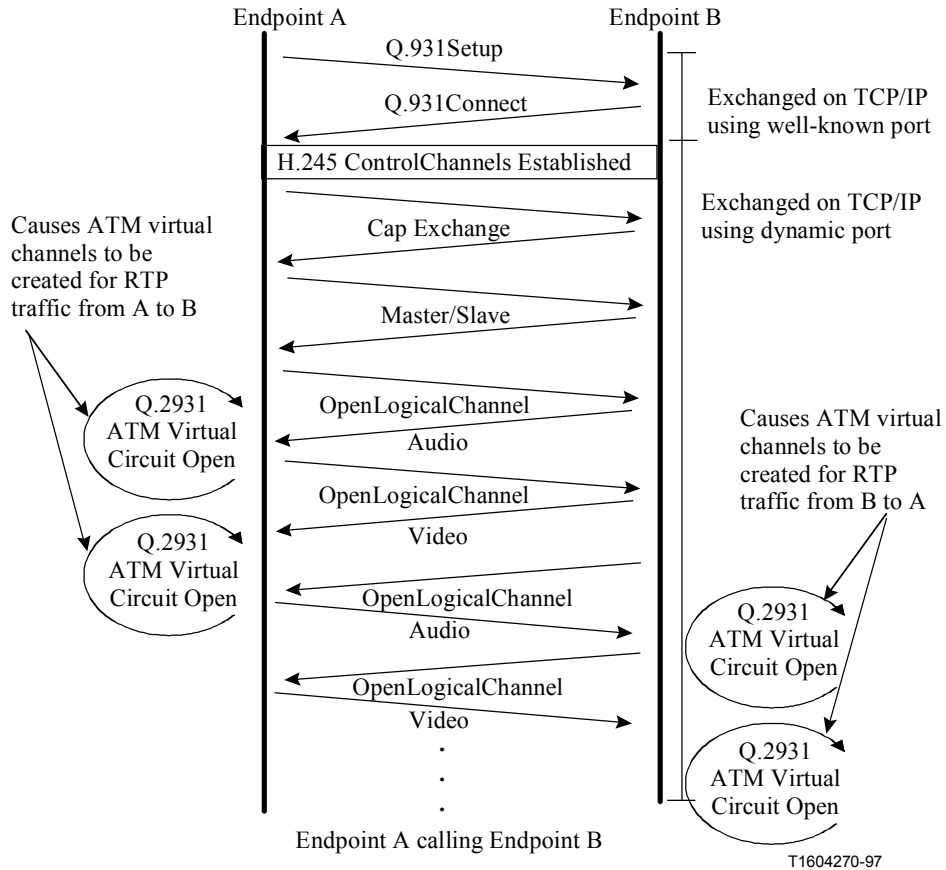 Endpoint A
Endpoint B
Q.931Setup
Q.931Connect
Exchanged on TCP/IP
using well-known port
H.245 ControlChannels Established
Exchanged on TCP/IP
using dynamic port
Cap Exchange
Causes ATM virtual
channels to be
created for RTP
traffic from A to B
Master/Slave
Q.2931
ATM Virtual
Circuit Open
OpenLogicalChannel
Audio
Causes ATM virtual
channels to be
created for RTP
traffic from B to A
OpenLogicalChannel
Video
Q.2931
ATM Virtual
Circuit Open
OpenLogicalChannel
Audio
Q.2931
ATM Virtual
Circuit Open
OpenLogicalChannel
Video
Q.2931
ATM Virtual
Circuit Open
.
.
.
Endpoint A calling Endpoint B
T1604270-97